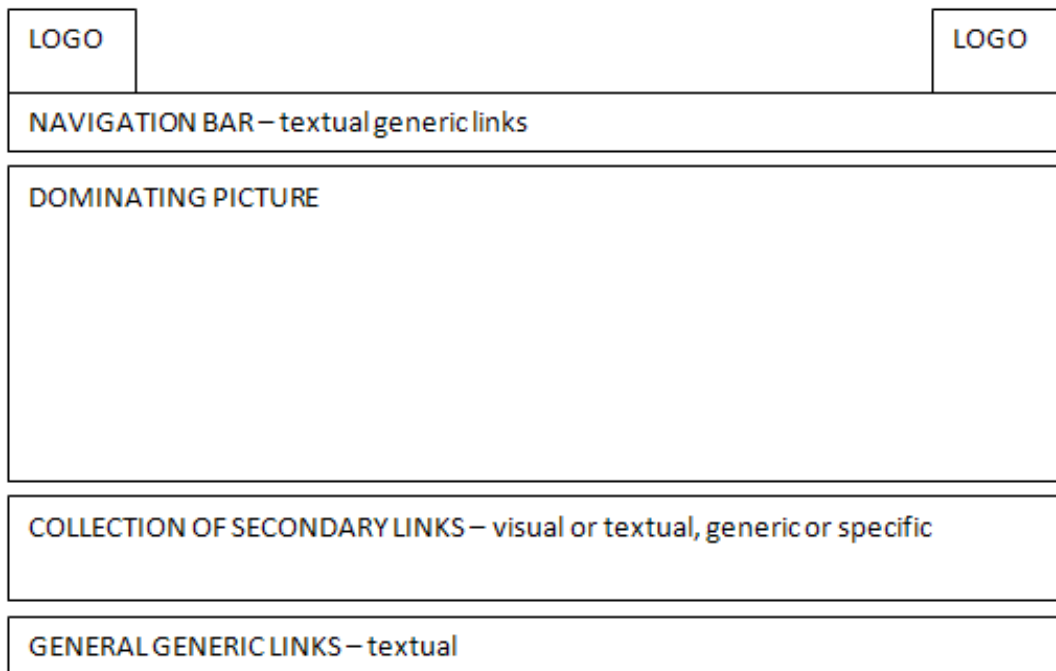 LOGO
LOGO
NAVIGATION BAR – textual generic links
DOMINATING PICTURE
COLLECTION OF SECONDARY LINKS – visual or textual, generic or specific
GENERAL GENERIC LINKS – textual